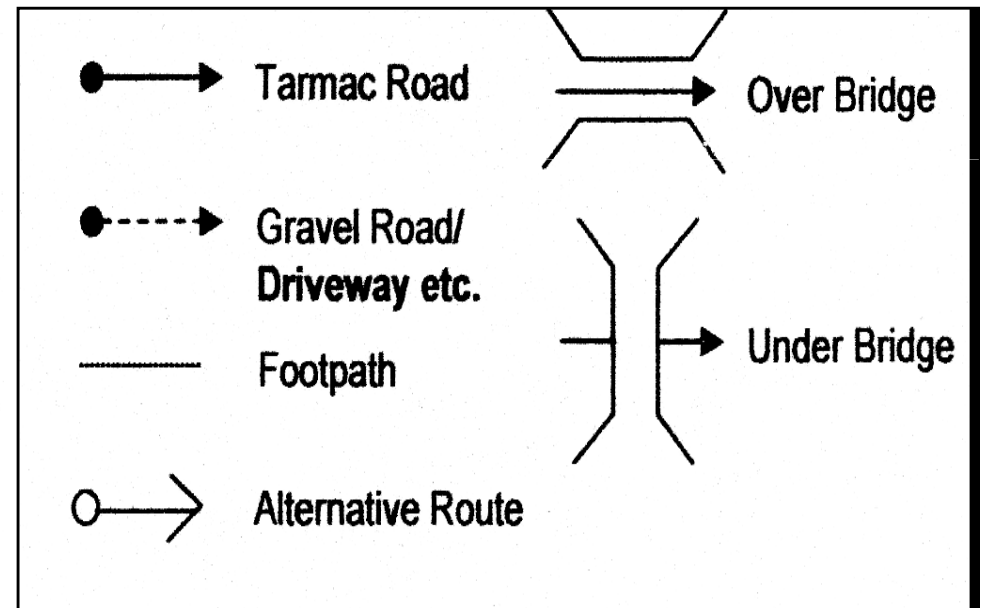 Tarmac Road
Over Bridge
Gravel Road/
Driveway etc.
Under Bridge
Footpath
Alternative Route